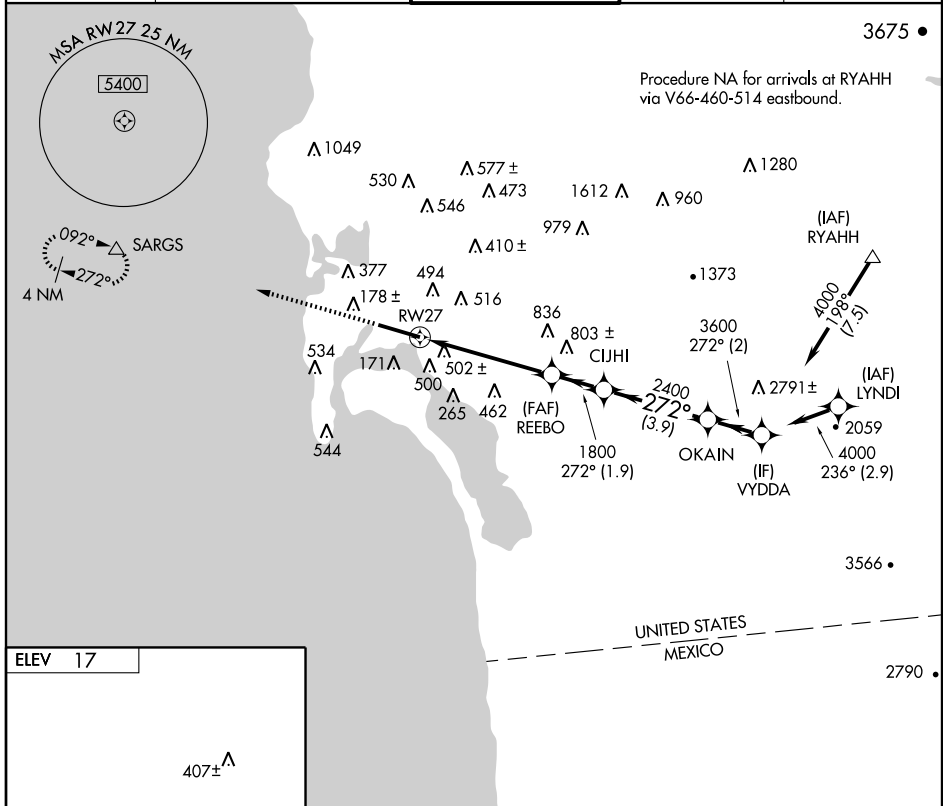 MSA RW27 25 NM
5400
3675
Procedure NA for arrivals at RYAHH
via V66-460-514 eastbound.
1049
577 ±
530
473
1612
1280
960
546
979
(IAF)
RYAHH
092°
SARGS
272°
4 NM
410 ±
377
494
1373
178 ±
516
4000
198°
(7.5)
RW27
836
803 ±
3600
272° (2)
CIJHI
534
171
502 ±
500
2791±
(IAF)
LYNDI
2400
272°
(3.9)
265
462
(FAF)
REEBO
2059
544
1800
272° (1.9)
OKAIN
4000
236° (2.9)
(IF)
VYDDA
3566
UNITED STATES
MEXICO
ELEV 17
2790
407±